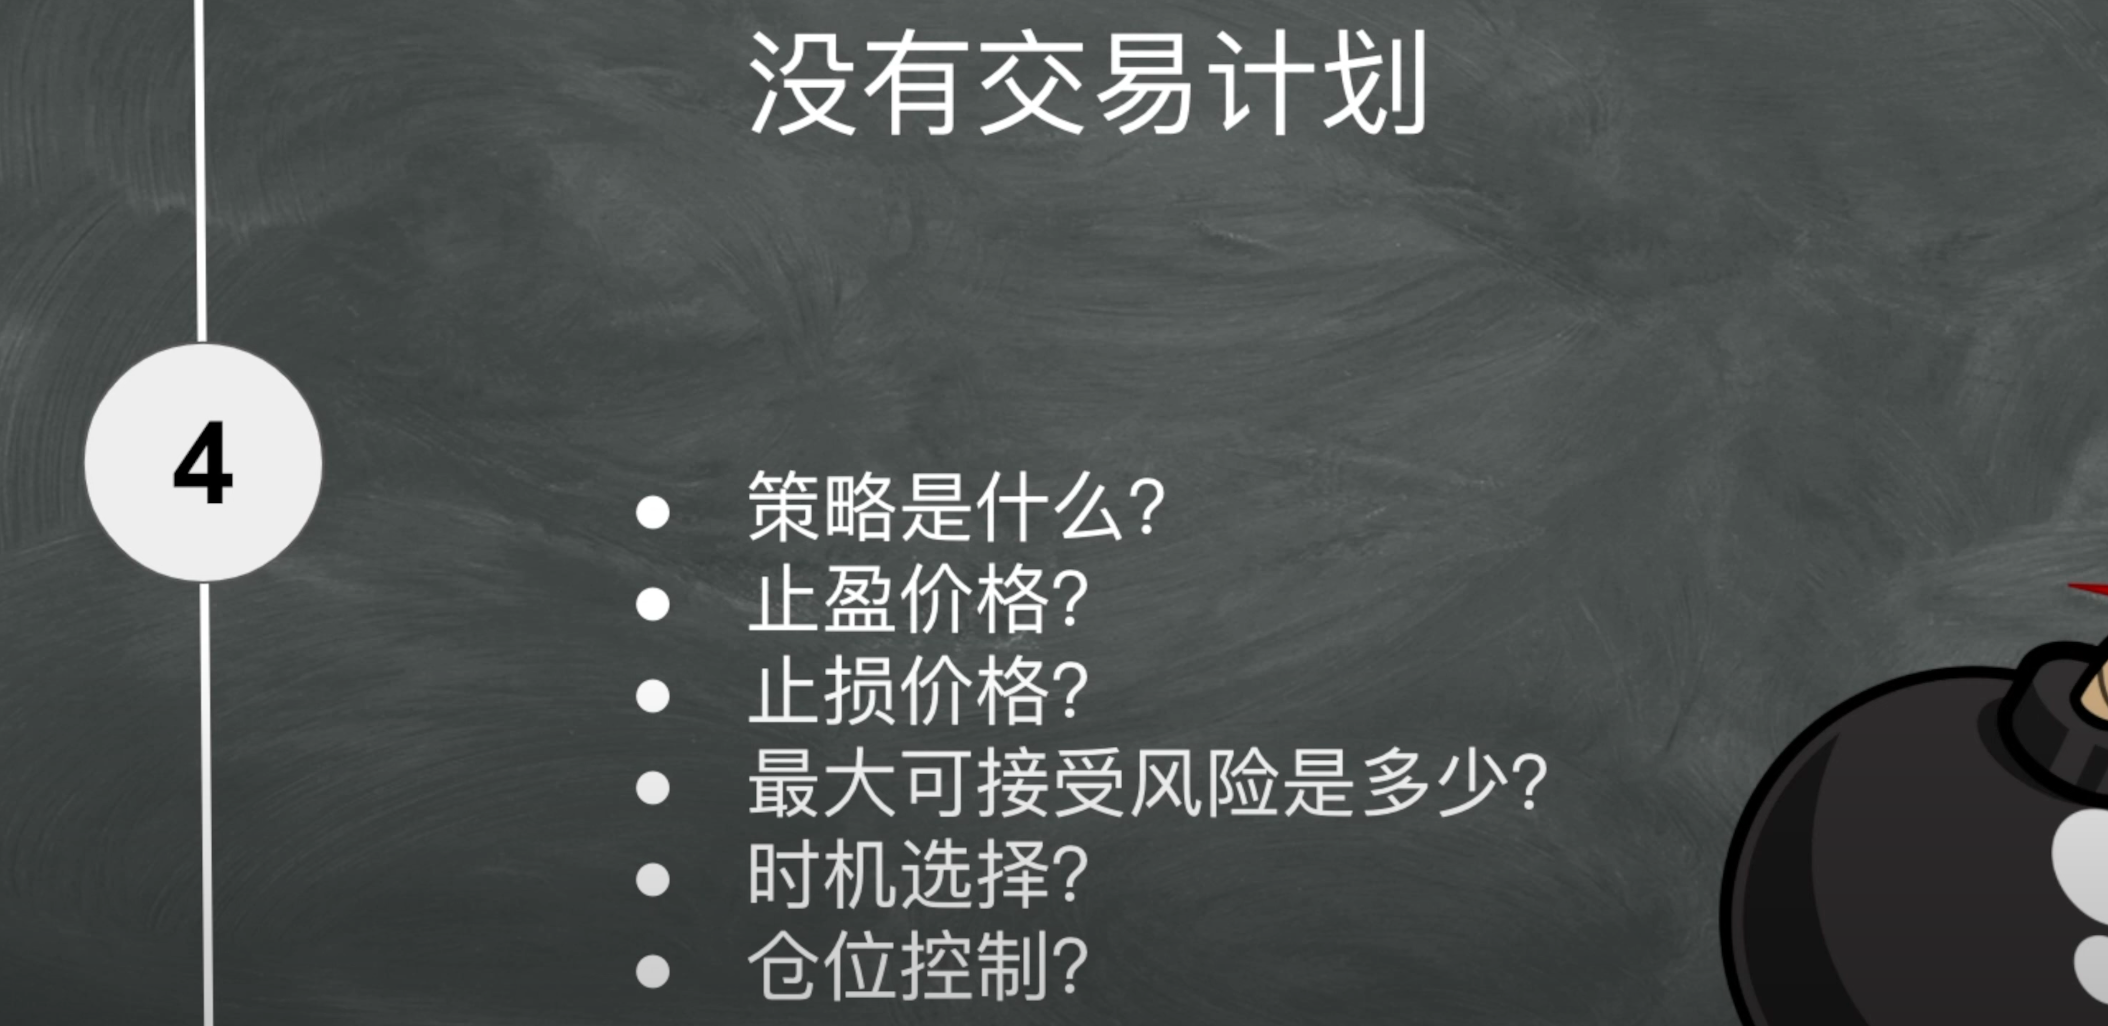 没有交易计划
4
策略是什么?
止盈价格?
止损价格?
最大可接受风险是多少?
时机选择?
仓位控制?